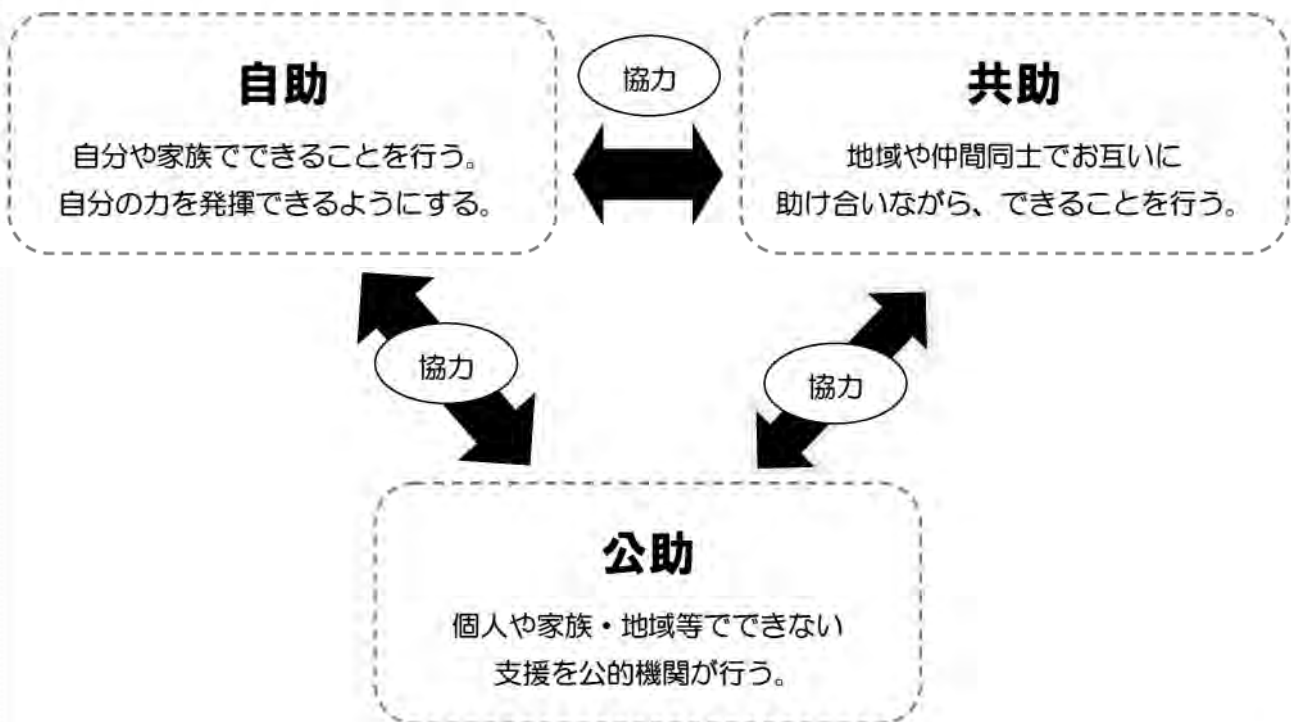 自助
自分や家族でできることを行う。
自分の力を発揮できるようにする。
協力
共助
地域や仲間同士でお互いに
助け合いながら、できることを行う。
協力
協力
公助
個人や家族・地域等でできない
支援を公的機関が行う。